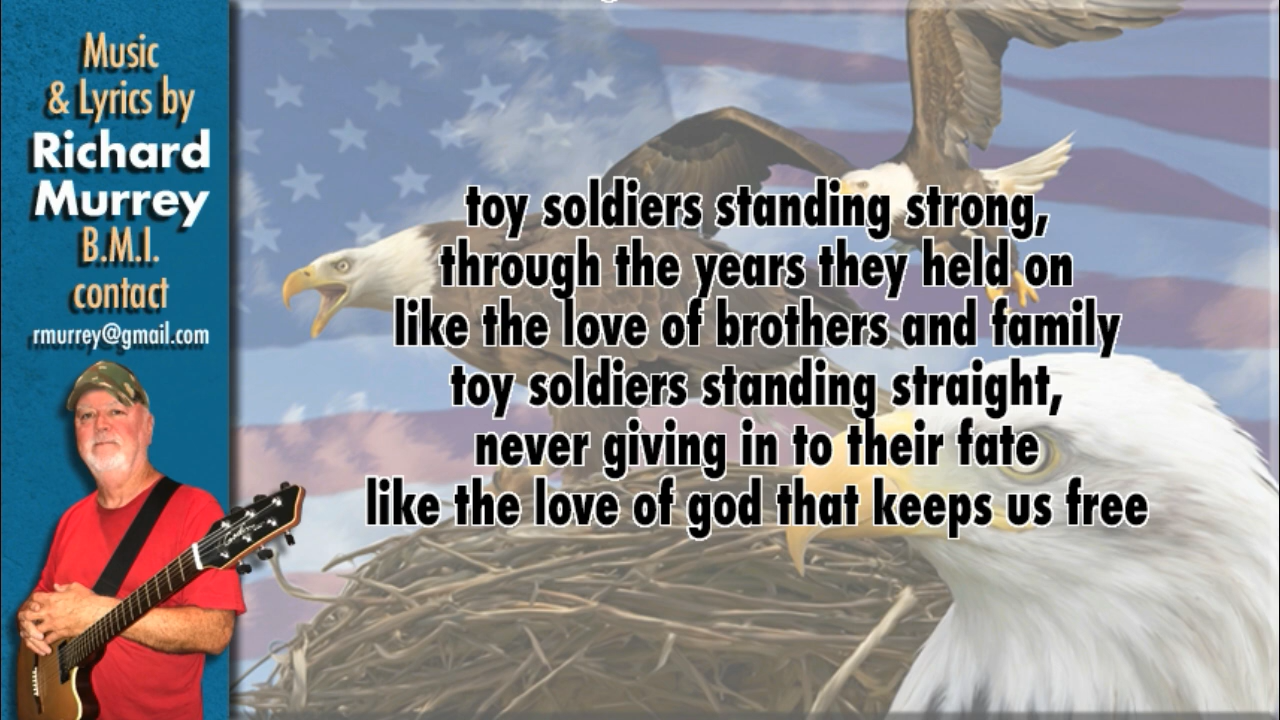 Music
& Lyrics by
Richard
Murrey
B.M.I.
contact
rmurrey@gmail.com
toy soldiers standing strong,
through the years they held on
like the love of brothers and family
toy soldiers standing straight,
never giving in to their fate
like the love of god that keeps us free